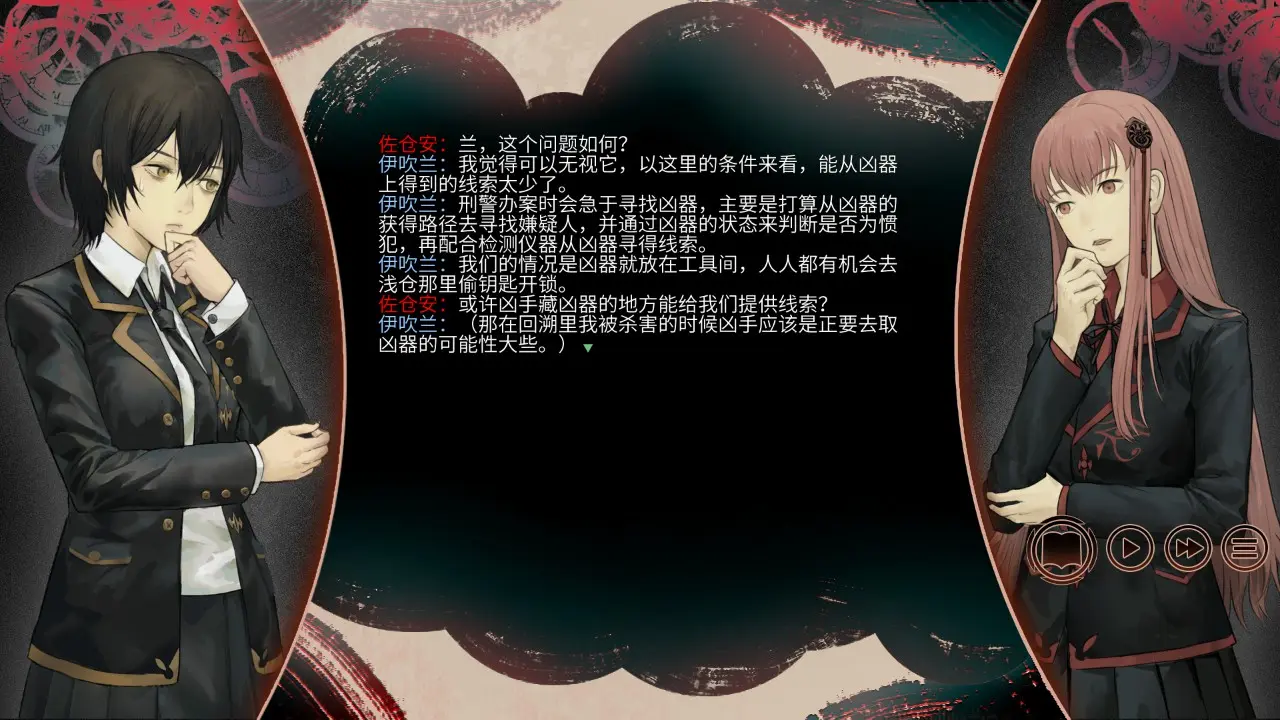 佐仓安：兰，这个问题如何？
伊吹兰：我觉得可以无视它，以这里的条件来看，能从凶器
上得到的线索太少了。
伊吹兰：刑警办案时会急于寻找凶器，主要是打算从凶器的
获得路径去寻找嫌疑人，并通过凶器的状态来判断是否为惯
犯，再配合检测仪器从凶器寻得线索。
伊吹兰：我们的情况是凶器就放在工具间，人人都有机会去
浅仓那里偷钥匙开锁。
佐仓安：或许凶手藏凶器的地方能给我们提供线索？
伊吹兰：（那在回溯里我被杀害的时候凶手应该是正要去取
凶器的可能性大些。）